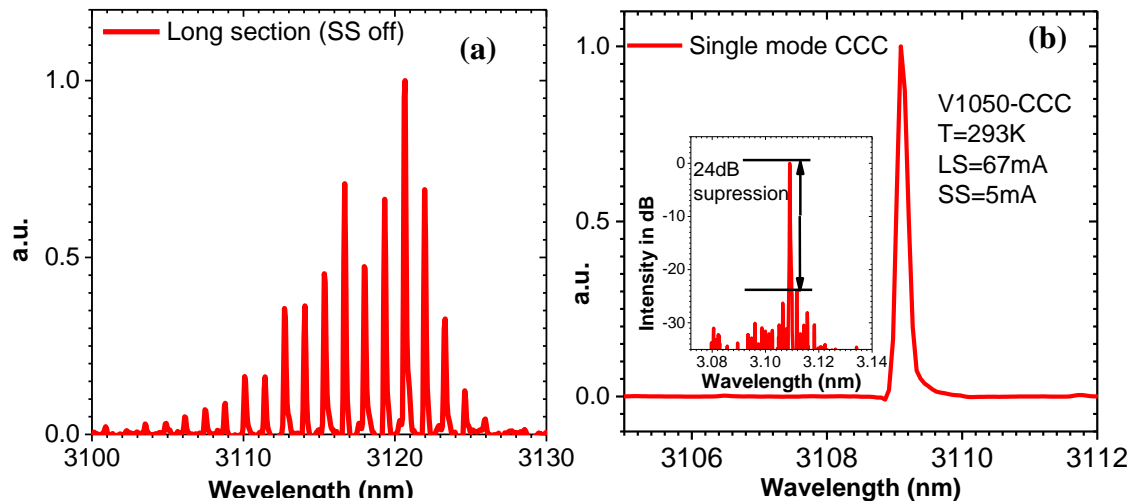 Long section (SS off)
(a)
1.0
0.5
0.0
a.u.
3100
3110
3120
3130
Wevelength (nm)
Single mode CCC
(b)
V1050-CCC
T=293K
LS=67mA
SS=5mA
1.0
0.5
0.0
a.u.
24dB
supression
0
-10
-20
-30
Intensity in dB
3.08
3.10
3.12
3.14
Wavelength (nm)
3106
3108
3110
3112
Wavelength (nm)